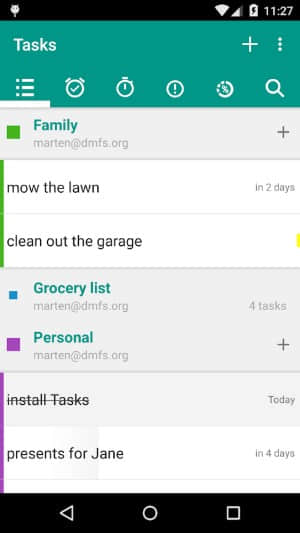 11:27
Tasks
Family
marten@dmfs.org
mow the lawn in 2 days
clean out the garage
Grocery list
marten@dmfs.org 4 tasks
Personal
marten@dmfs.org
install Tasks Today
presents for Jane in 4 days